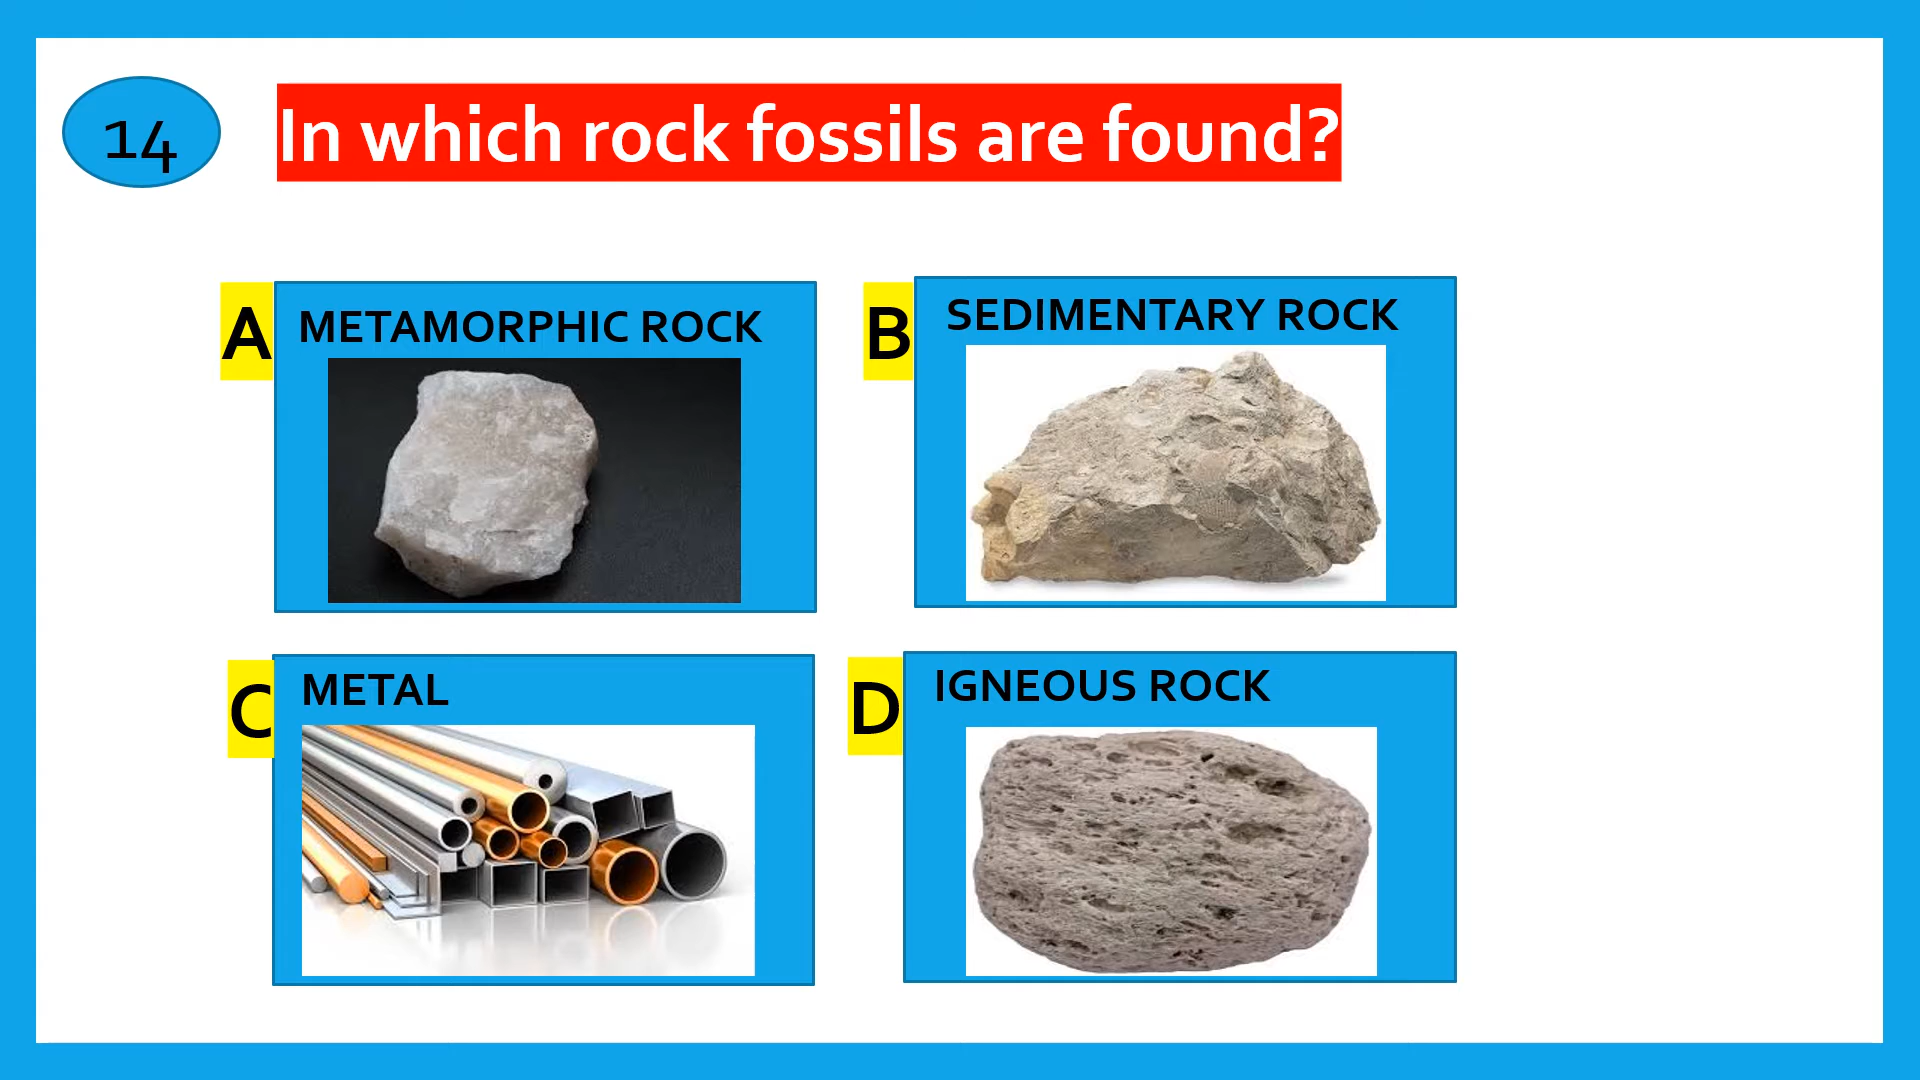 14
In which rock fossils are found?
A
METAMORPHIC ROCK
B
SEDIMENTARY ROCK
C
METAL
D
IGNEOUS ROCK